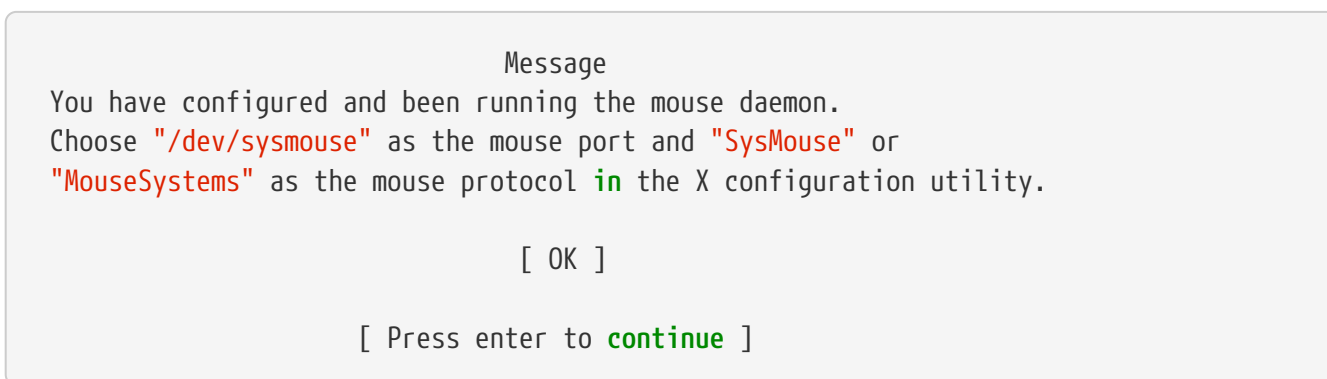 Message
You have configured and been running the mouse daemon.
Choose "/dev/sysmouse" as the mouse port and "SysMouse" or
"MouseSystems" as the mouse protocol in the X configuration utility.
[ OK ]
[ Press enter to continue ]